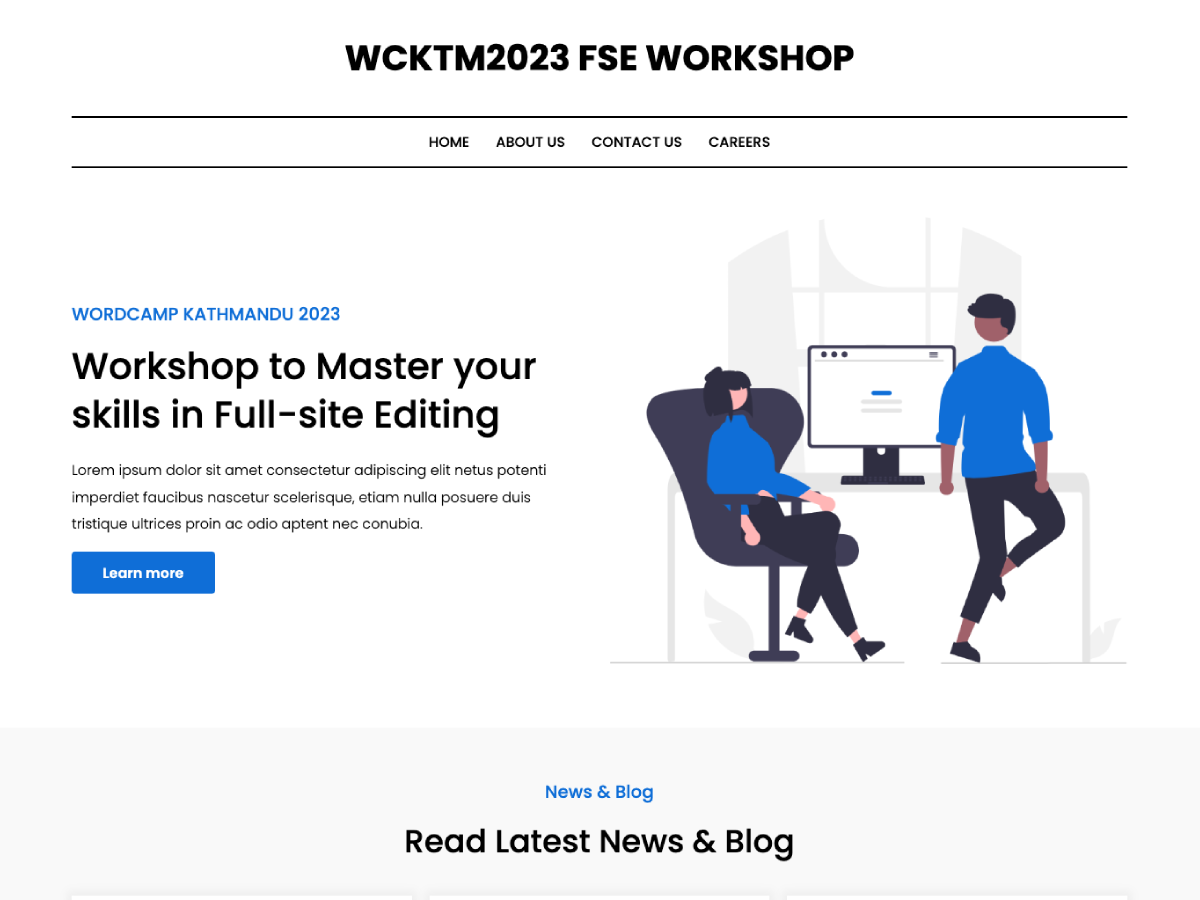 WCKTM2023 FSE WORKSHOP
HOME ABOUT US CONTACT US CAREERS
WORDCAMP KATHMANDU 2023
Workshop to Master your
skills in Full-site Editing
Lorem ipsum dolor sit amet consectetur adipiscing elit netus potenti
imperdiet faucibus nascetur scelerisque, etiam nulla posuere duis
tristique ultrices proin ac odio aptent nec conubia.
Learn more
News & Blog
Read Latest News & Blog